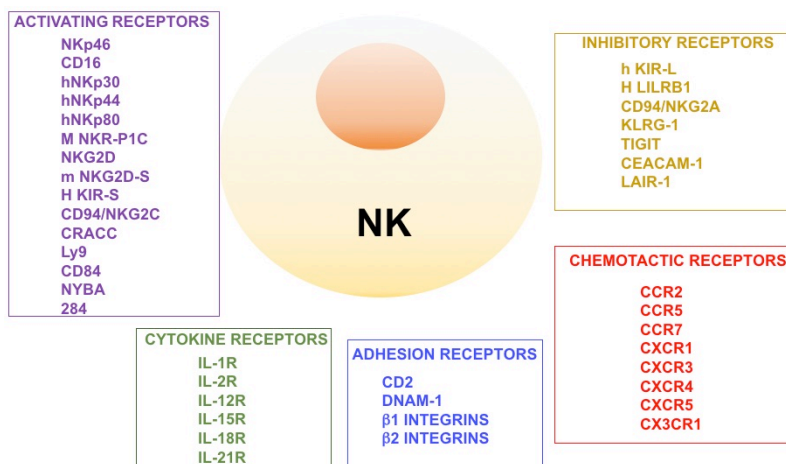 ACTIVATING RECEPTORS
NKp46
CD16
hNKp30
hNKp44
hNKp80
M NKR-P1C
NKG2D
m NKG2D-S
H KIR-S
CD94/NKG2C
CRACC
Ly9
CD84
NYBA
284
NK
INHIBITORY RECEPTORS
h KIR-L
H LILRB1
CD94/NKG2A
KLRG-1
TIGIT
CEACAM-1
LAIR-1
CHEMOTACTIC RECEPTORS
CCR2
CCR5
CCR7
CXCR1
CXCR3
CXCR4
CXCR5
CX3CR1
CYTOKINE RECEPTORS
IL-1R
IL-2R
IL-12R
IL-15R
IL-18R
IL-21R
ADHESION RECEPTORS
CD2
DNAM-1
β1 INTEGRINS
β2 INTEGRINS